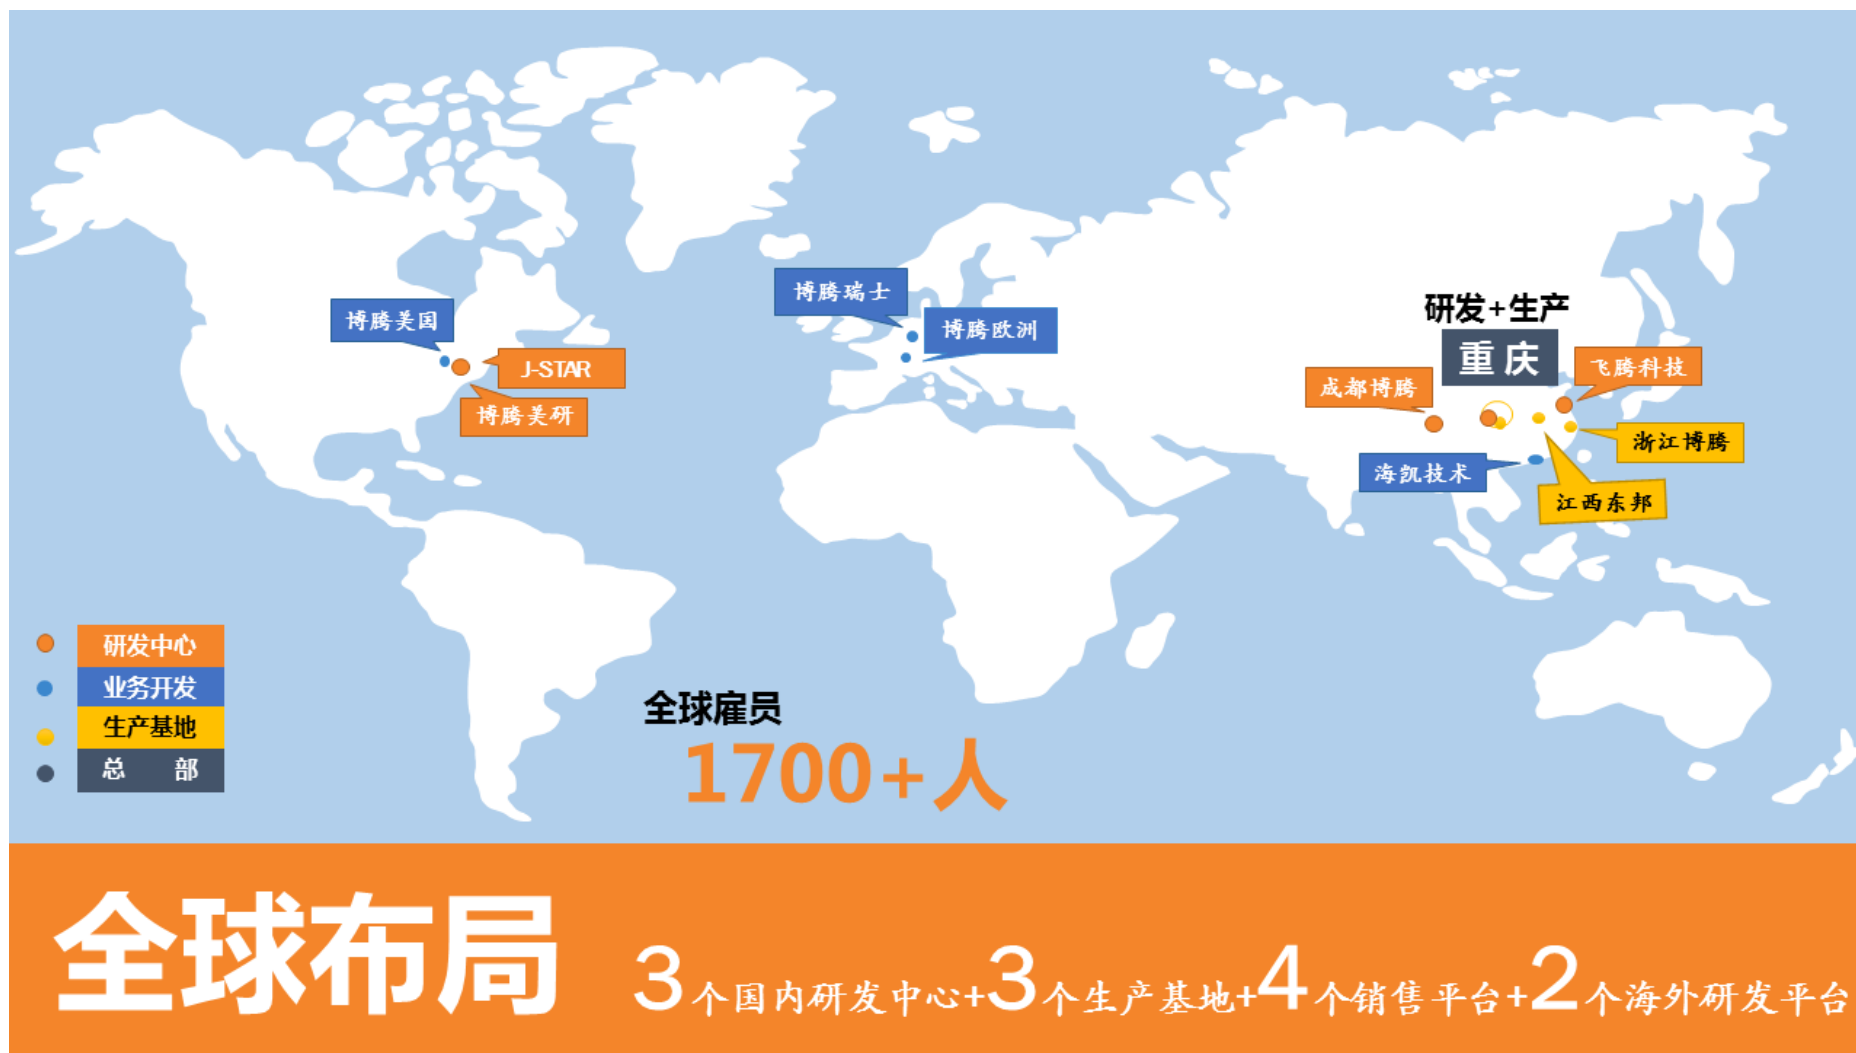 博腾瑞士
博腾美国
博腾欧洲
J-STAR
博腾美研
研发+生产
重庆
飞腾科技
成都博腾
浙江博腾
海凯技术
江西东邦
研发中心
业务开发
生产基地
总 部
全球雇员
1700+人
全球布局
3个国内研发中心+3个生产基地+4个销售平台+2个海外研发平台